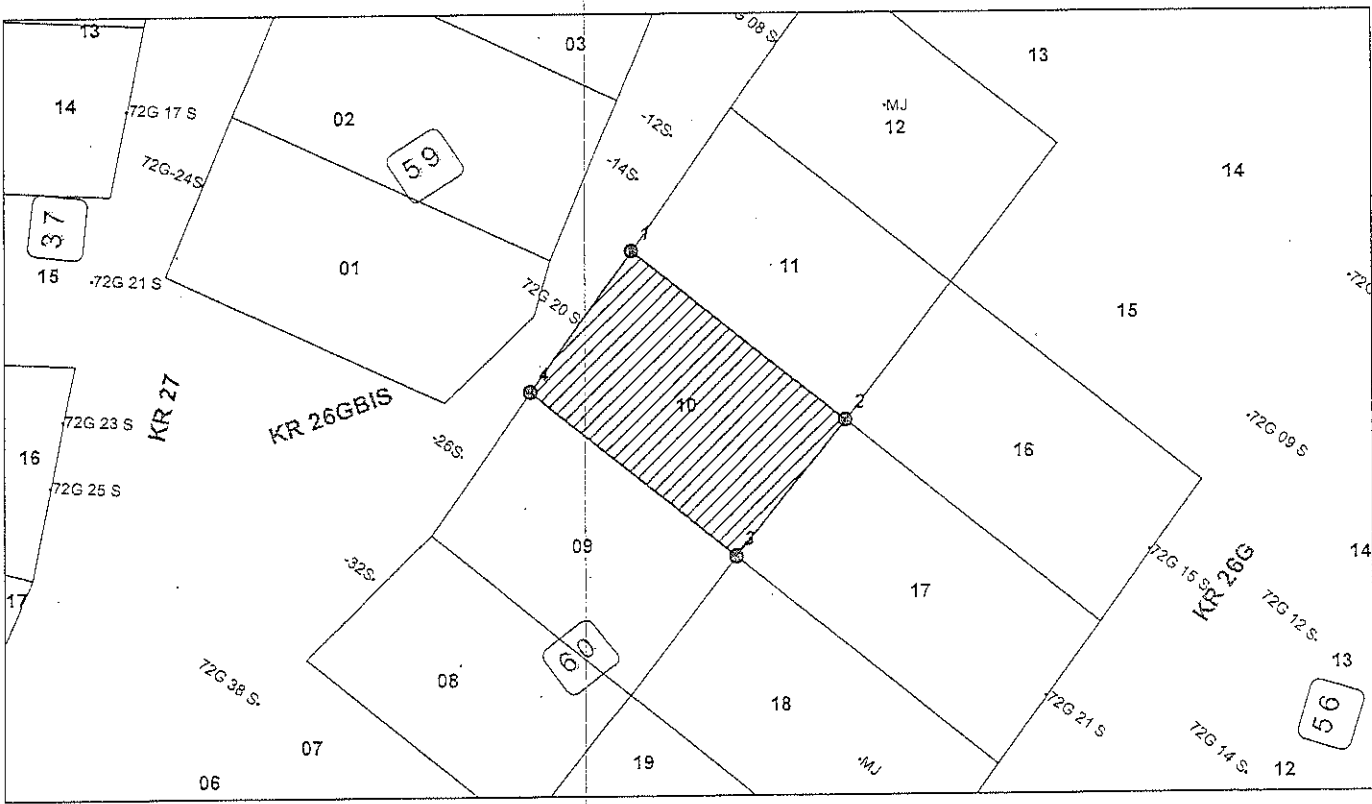 13
03
G 08 S.
13
14
.72G 17 S
02
-12S.
.MJ
12
59
72G-24S.
-14S.
14
37
1
15
.72G 21 S
01
11
72G 20 S
15
.72G
4
10
2
KR 27
KR 26GBIS
.72G 23 S
16
-26S.
16
.72G 09 S
.72G 25 S
3
09
-32S.
17
17
.72G 15 S
KR 26G
14
72G 12 S.
60
13
72G 38 S.
08
18
.72G 21 S
56
07
19
.MJ
72G 14 S.
12
06